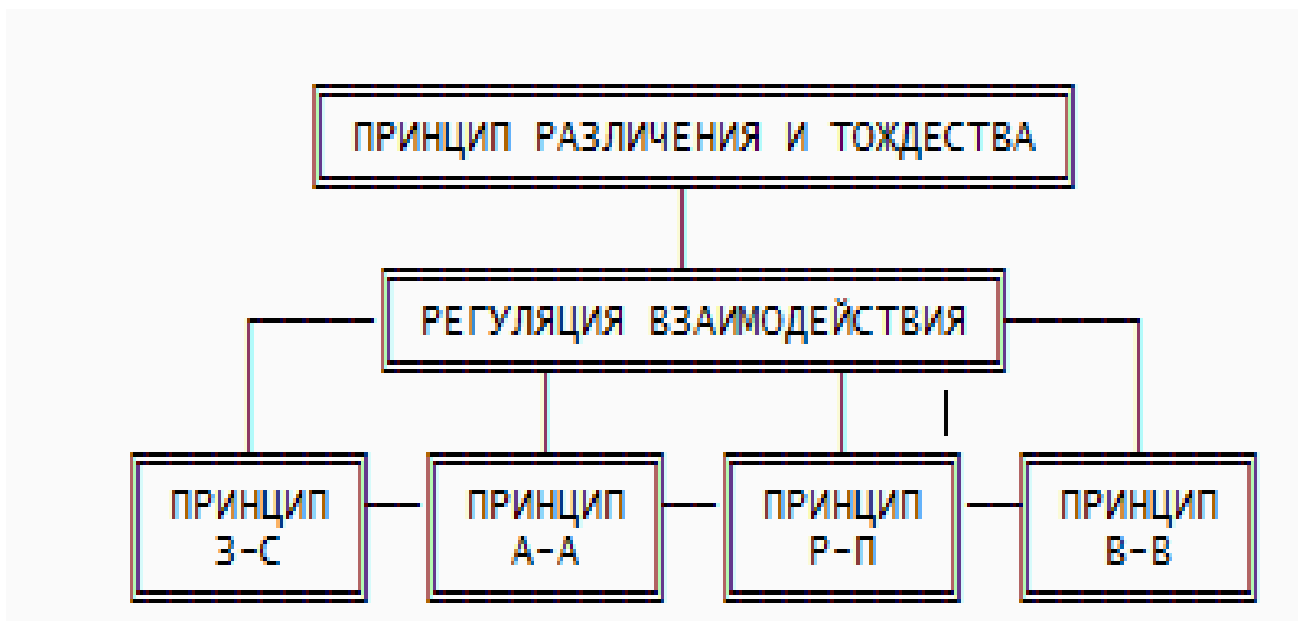 ПРИНЦИП РАЗЛИЧЕНИЯ И ТОЖДЕСТВА
РЕГУЛЯЦИЯ ВЗАИМОДЕЙСТВИЯ
ПРИНЦИП
З-С
ПРИНЦИП
А-А
ПРИНЦИП
Р-П
ПРИНЦИП
В-В